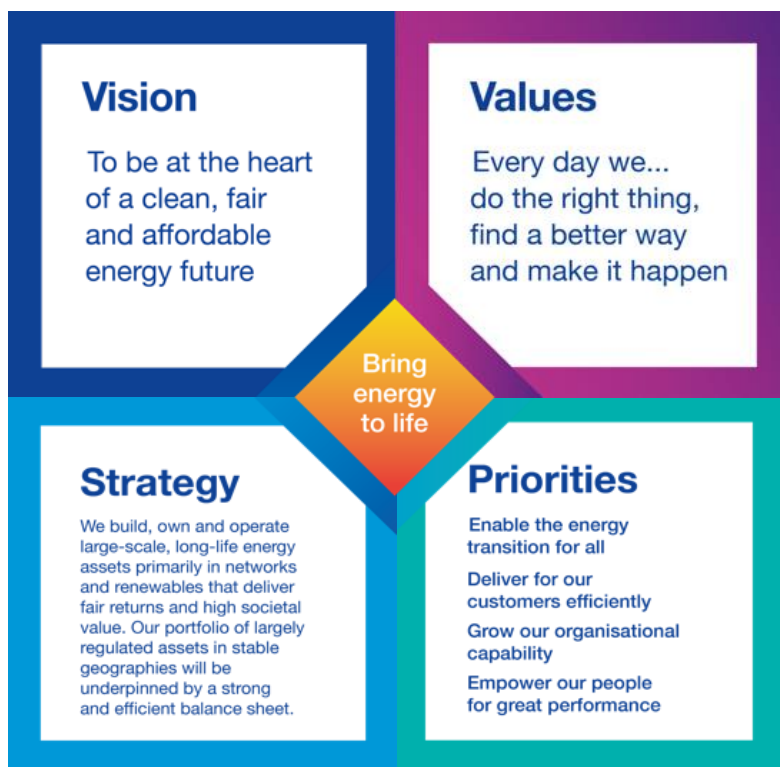 Vision
To be at the heart
of a clean, fair
and affordable
energy future
Values
Every day we...
do the right thing,
find a better way
and make it happen
Bring
energy
to life
Strategy
We build, own and operate
large-scale, long-life energy
assets primarily in networks
and renewables that deliver
fair returns and high societal
value. Our portfolio of largely
regulated assets in stable
geographies will be
underpinned by a strong
and efficient balance sheet.
Priorities
Enable the energy
transition for all
Deliver for our
customers efficiently
Grow our organisational
capability
Empower our people
for great performance